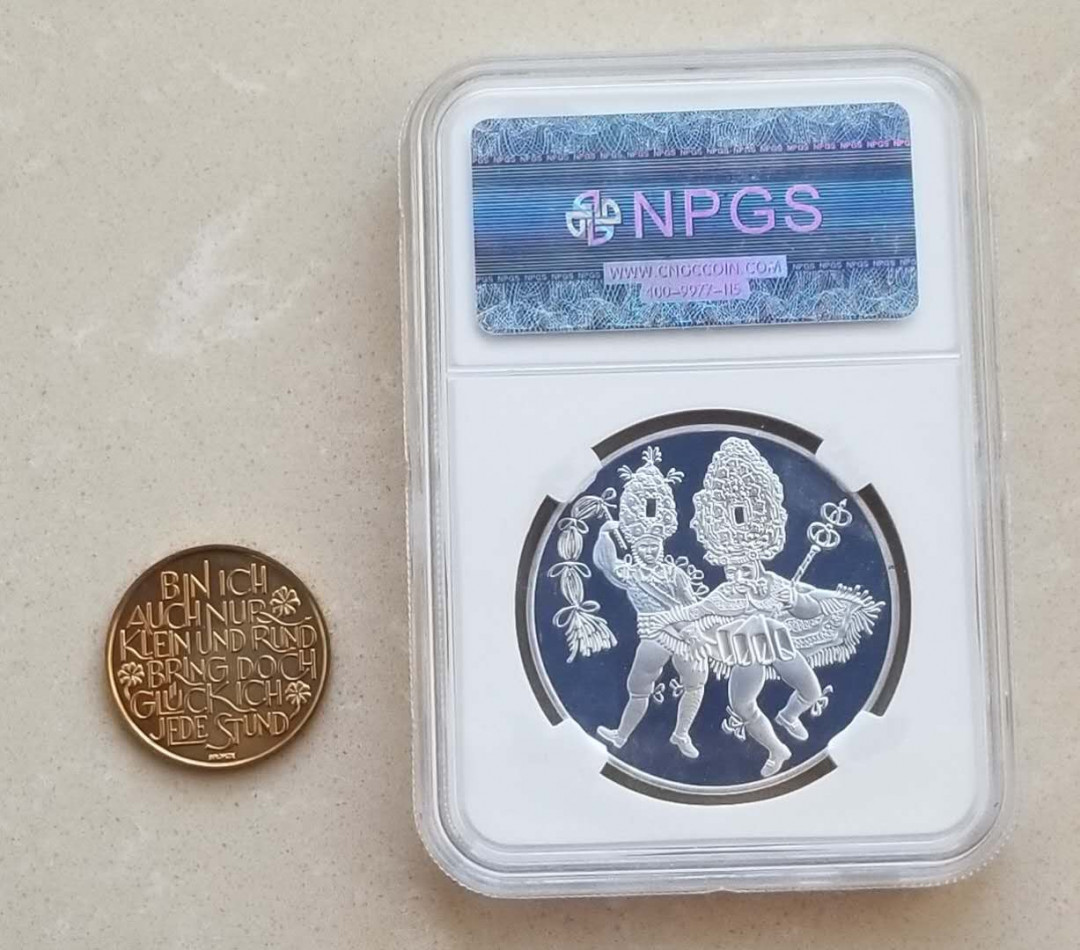 NPGS
WWW.CNGCCOIN.COM
400-9977-115
BIN ICH
AUCH NUR
KLEIN UND RUND
BRING DOCH
GLÜCK ICH
JEDE STUND